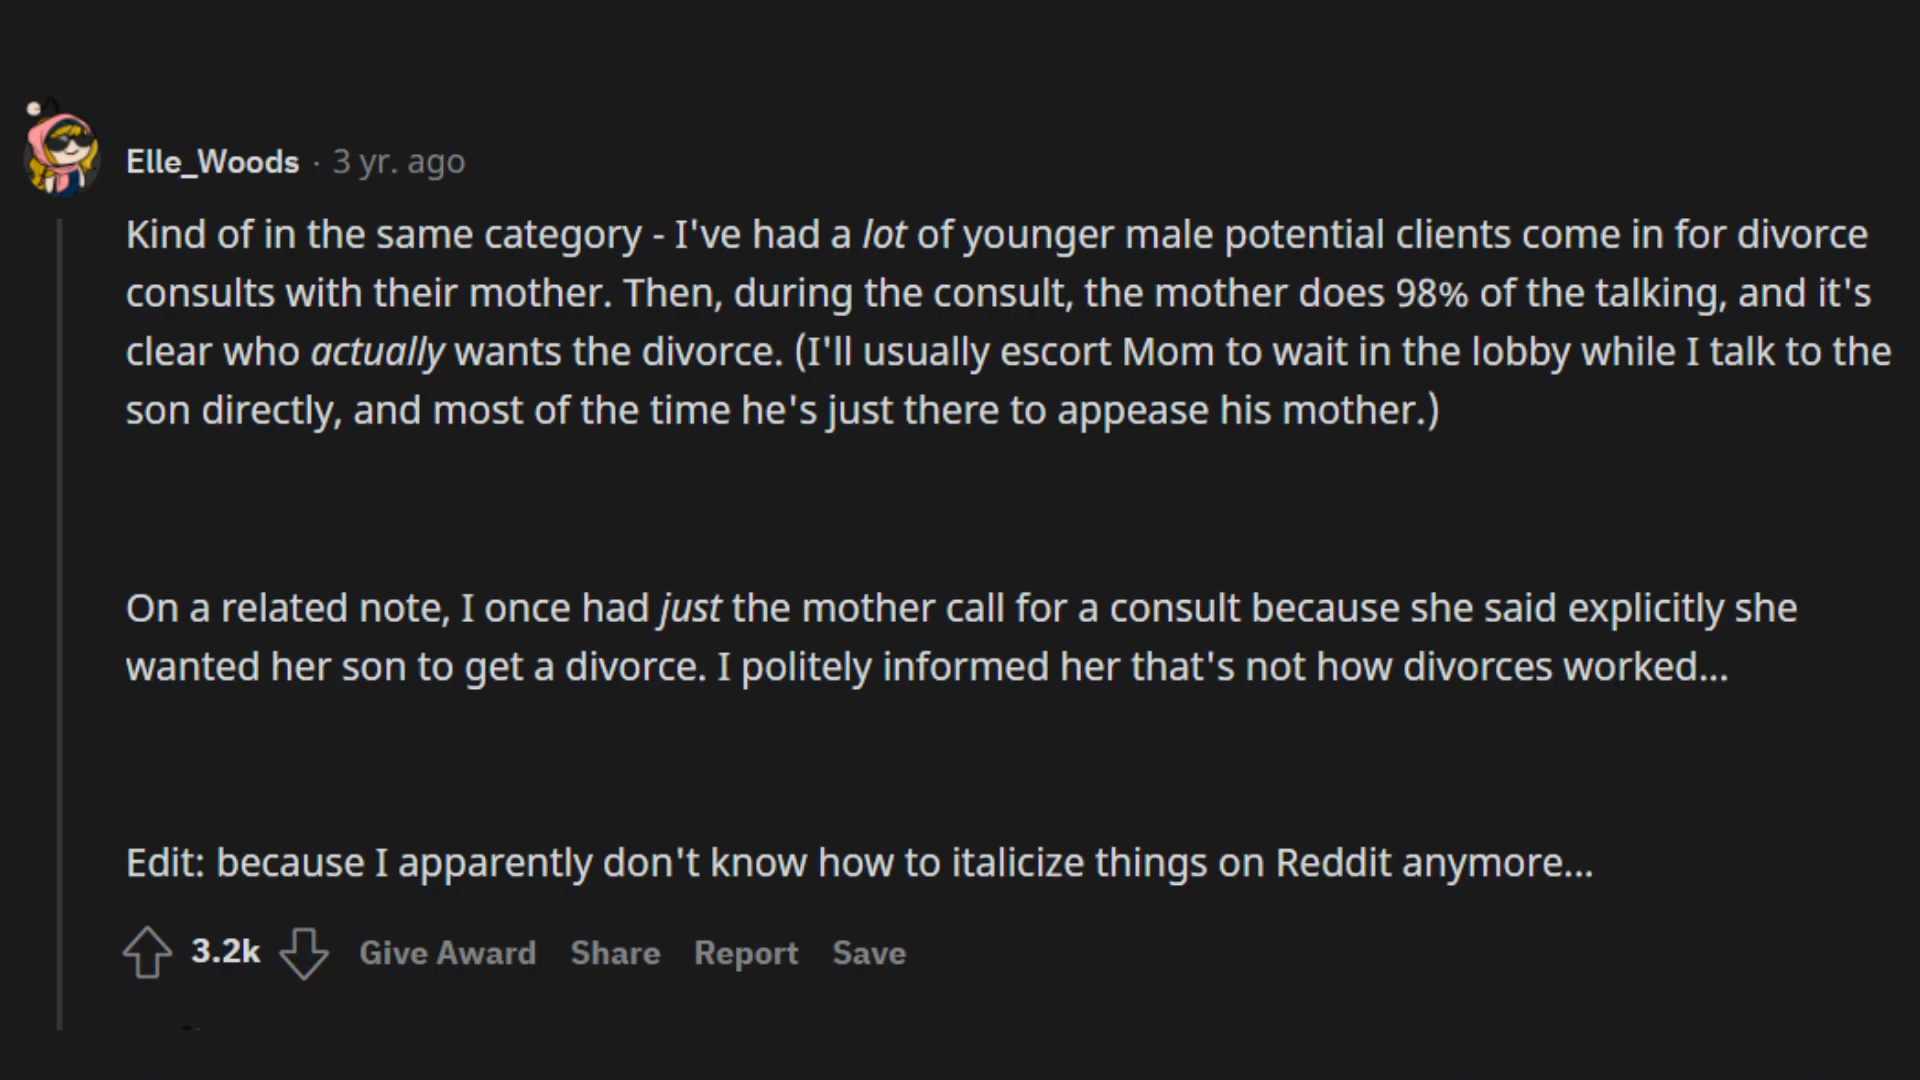 Elle_Woods · 3 yr. ago
Kind of in the same category - I've had a lot of younger male potential clients come in for divorce
consults with their mother. Then, during the consult, the mother does 98% of the talking, and it's
clear who actually wants the divorce. (I'll usually escort Mom to wait in the lobby while I talk to the
son directly, and most of the time he's just there to appease his mother.)
On a related note, I once had just the mother call for a consult because she said explicitly she
wanted her son to get a divorce. I politely informed her that's not how divorces worked...
Edit: because I apparently don't know how to italicize things on Reddit anymore...
3.2k Give Award Share Report Save